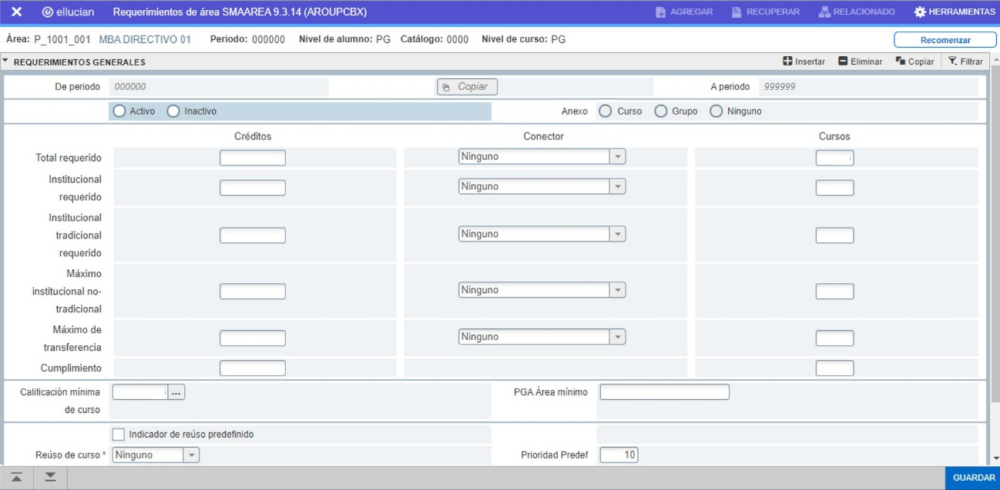 ellucian Requerimientos de área SMAAREA 9.3.14 (AROUPCBX) AGREGAR RECUPERAR RELACIONADO HERRAMIENTAS
Área: P_1001_001 MBA DIRECTIVO 01 Periodo: 000000 Nivel de alumno: PG Catálogo: 0000 Nivel de curso: PG Recomenzar
REQUERIMIENTOS GENERALES Insertar Eliminar Copiar Filtrar
De periodo 000000 Copiar A periodo 999999
Activo Inactivo Anexo Curso Grupo Ninguno
Créditos Conector Cursos
Total requerido Ninguno
Institucional
requerido Ninguno
Institucional
tradicional
requerido Ninguno
Máximo
institucional no-
tradicional Ninguno
Máximo de
transferencia Ninguno
Cumplimiento
Calificación mínima
de curso ... PGA Área mínimo
Indicador de reúso predefinido
Reúso de curso * Ninguno Prioridad Predef 10
GUARDAR